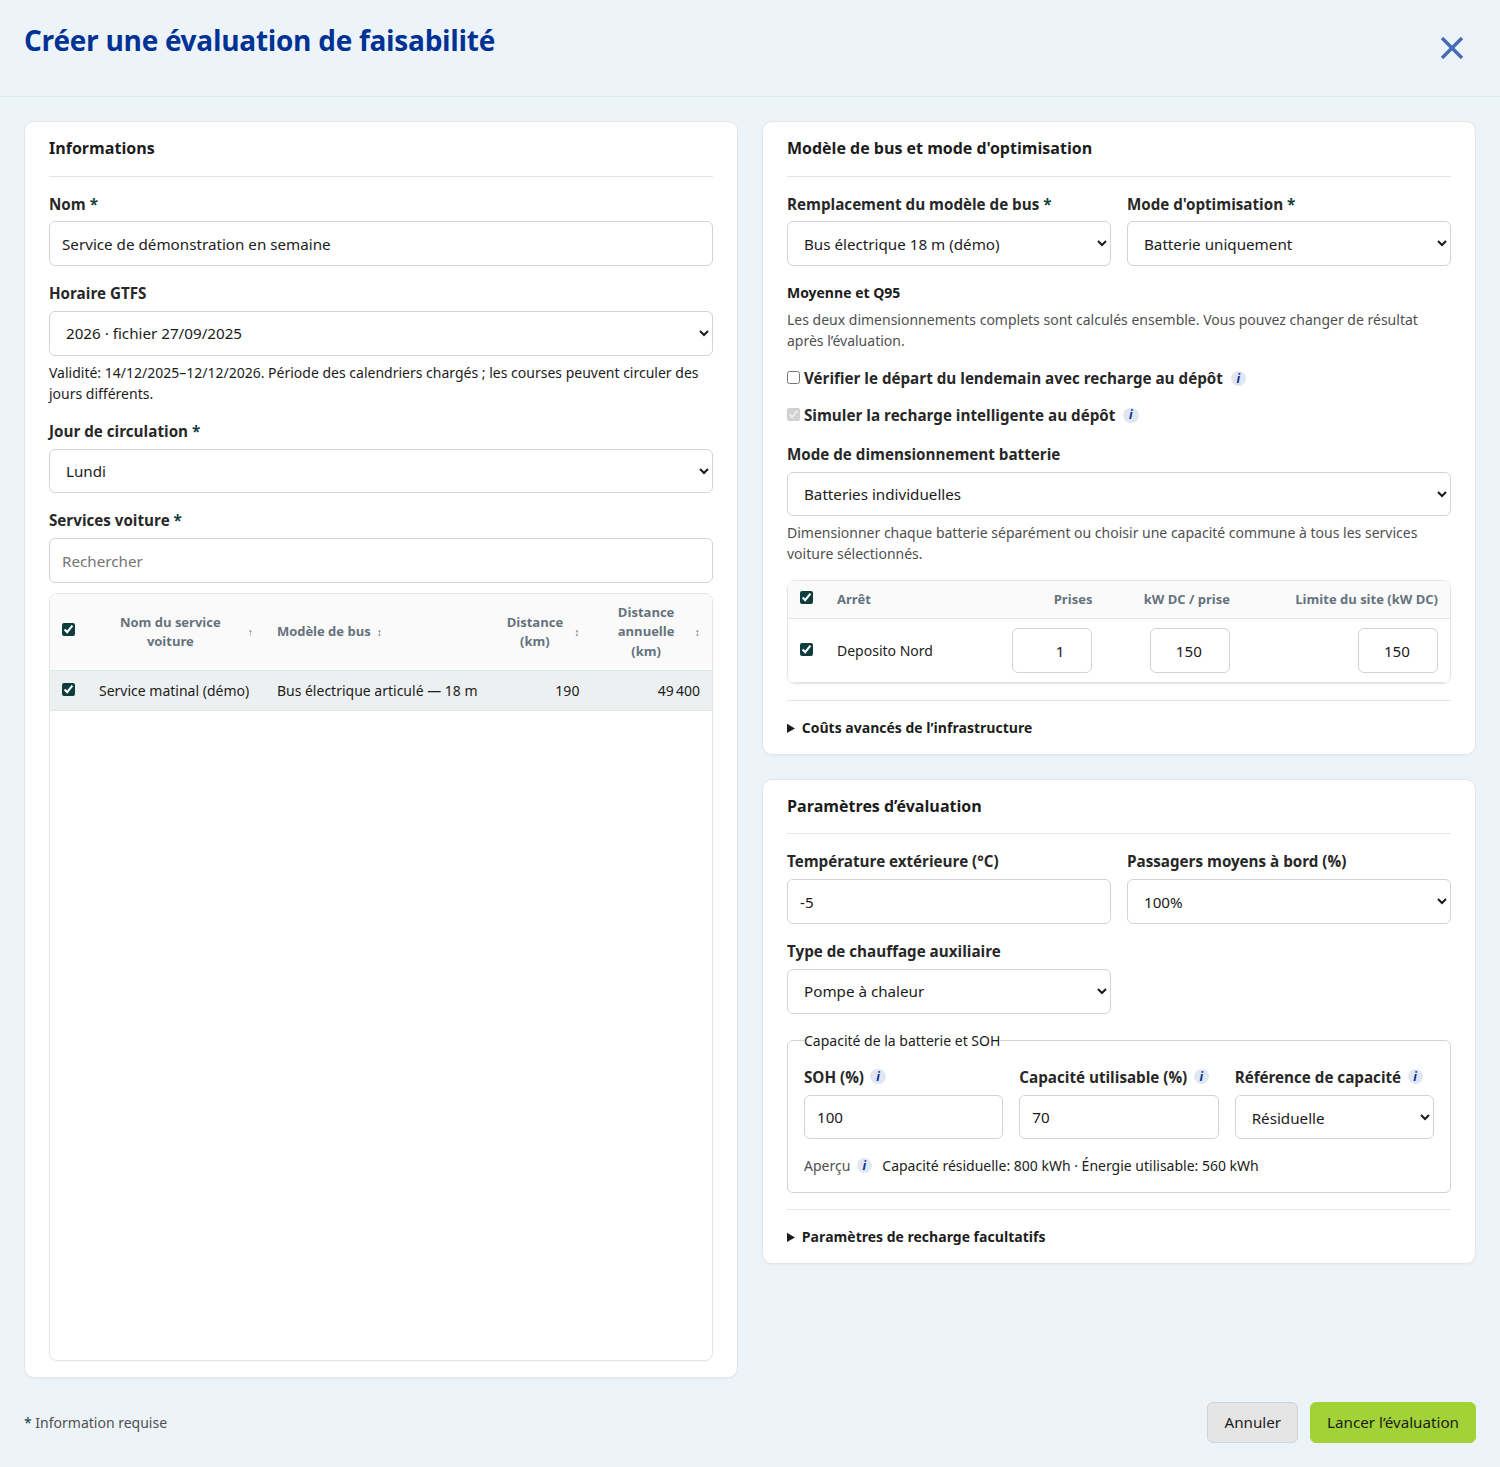 Créer une évaluation de faisabilité
Informations
Nom *
Service de démonstration en semaine
Horaire GTFS
2026 · fichier 27/09/2025
Validité: 14/12/2025–12/12/2026. Période des calendriers chargés ; les courses peuvent circuler des
jours différents.
Jour de circulation *
Lundi
Services voiture *
Rechercher
Nom du service
voiture ↑
Modèle de bus ↕
Distance
(km) ↕
Distance
annuelle
(km) ↕
Service matinal (démo) Bus électrique articulé — 18 m 190 49 400
Modèle de bus et mode d'optimisation
Remplacement du modèle de bus * Mode d'optimisation *
Bus électrique 18 m (démo) Batterie uniquement
Moyenne et Q95
Les deux dimensionnements complets sont calculés ensemble. Vous pouvez changer de résultat
après l’évaluation.
Vérifier le départ du lendemain avec recharge au dépôt i
Simuler la recharge intelligente au dépôt i
Mode de dimensionnement batterie
Batteries individuelles
Dimensionner chaque batterie séparément ou choisir une capacité commune à tous les services
voiture sélectionnés.
Arrêt Prises kW DC / prise Limite du site (kW DC)
Deposito Nord 1 150 150
Coûts avancés de l’infrastructure
Paramètres d’évaluation
Température extérieure (°C) Passagers moyens à bord (%)
-5 100%
Type de chauffage auxiliaire
Pompe à chaleur
Capacité de la batterie et SOH
SOH (%) i Capacité utilisable (%) i Référence de capacité i
100 70 Résiduelle
Aperçu i Capacité résiduelle: 800 kWh · Énergie utilisable: 560 kWh
Paramètres de recharge facultatifs
* Information requise
Annuler Lancer l’évaluation